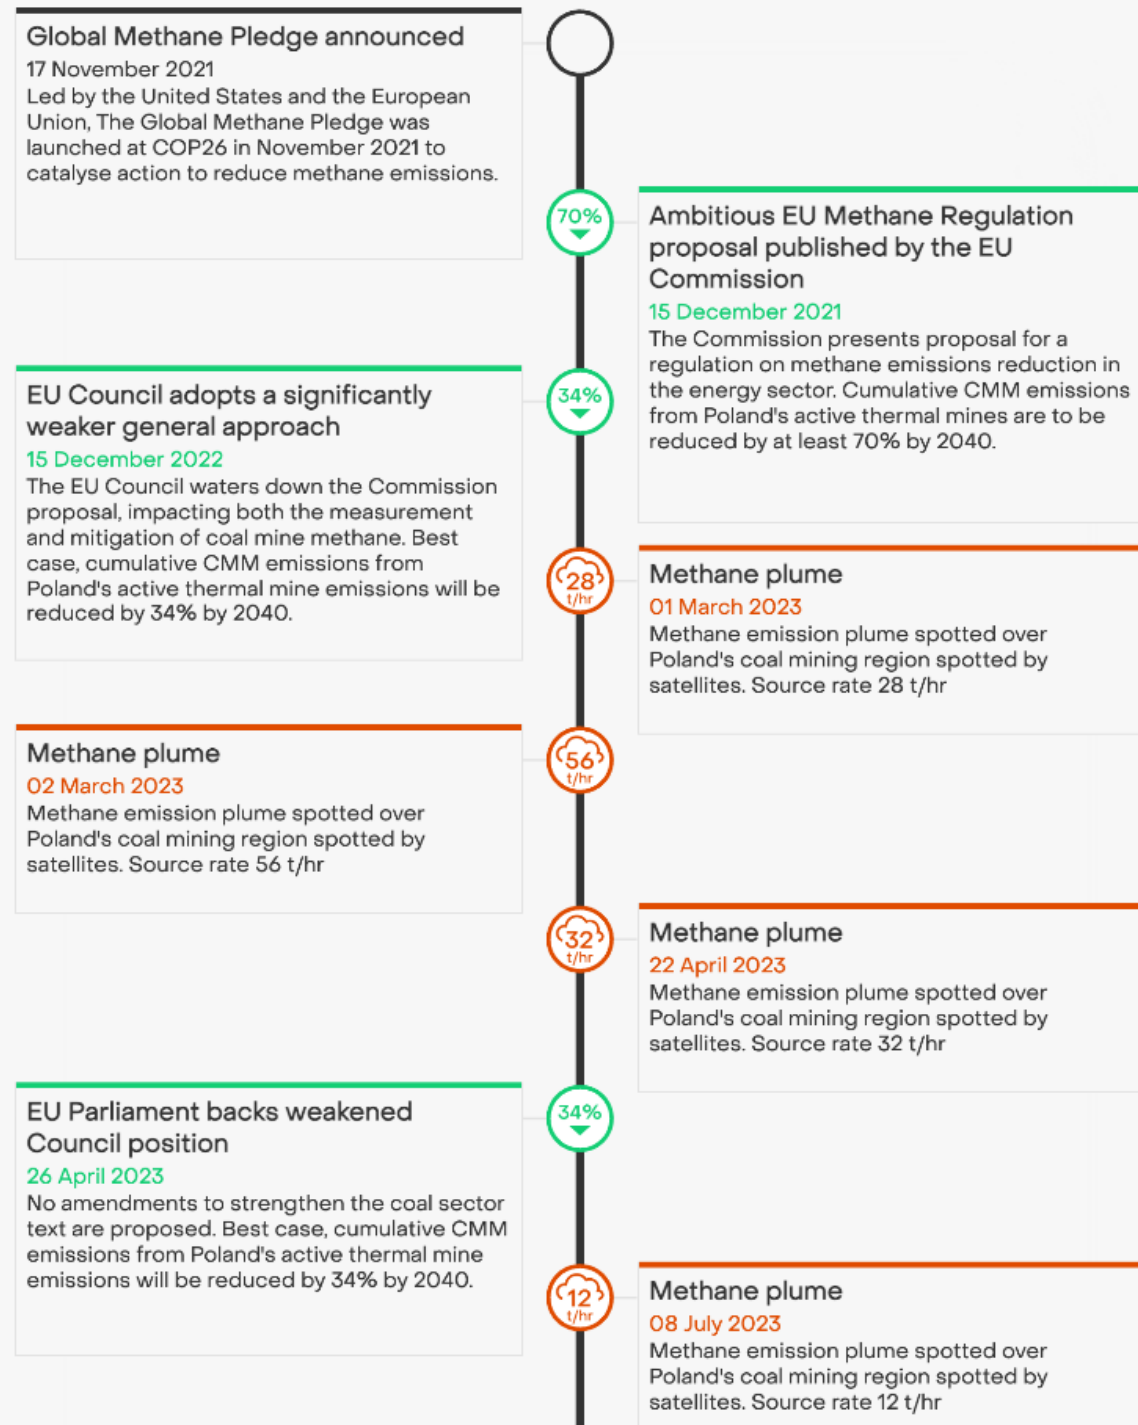 Global Methane Pledge announced
17 November 2021
Led by the United States and the European
Union, The Global Methane Pledge was
launched at COP26 in November 2021 to
catalyse action to reduce methane emissions.
70%
Ambitious EU Methane Regulation
proposal published by the EU
Commission
15 December 2021
The Commission presents proposal for a
regulation on methane emissions reduction in
the energy sector. Cumulative CMM emissions
from Poland's active thermal mines are to be
reduced by at least 70% by 2040.
34%
EU Council adopts a significantly
weaker general approach
15 December 2022
The EU Council waters down the Commission
proposal, impacting both the measurement
and mitigation of coal mine methane. Best
case, cumulative CMM emissions from
Poland's active thermal mine emissions will be
reduced by 34% by 2040.
28
t/hr
Methane plume
01 March 2023
Methane emission plume spotted over
Poland's coal mining region spotted by
satellites. Source rate 28 t/hr
56
t/hr
Methane plume
02 March 2023
Methane emission plume spotted over
Poland's coal mining region spotted by
satellites. Source rate 56 t/hr
32
t/hr
Methane plume
22 April 2023
Methane emission plume spotted over
Poland's coal mining region spotted by
satellites. Source rate 32 t/hr
34%
EU Parliament backs weakened
Council position
26 April 2023
No amendments to strengthen the coal sector
text are proposed. Best case, cumulative CMM
emissions from Poland's active thermal mine
emissions will be reduced by 34% by 2040.
12
t/hr
Methane plume
08 July 2023
Methane emission plume spotted over
Poland's coal mining region spotted by
satellites. Source rate 12 t/hr